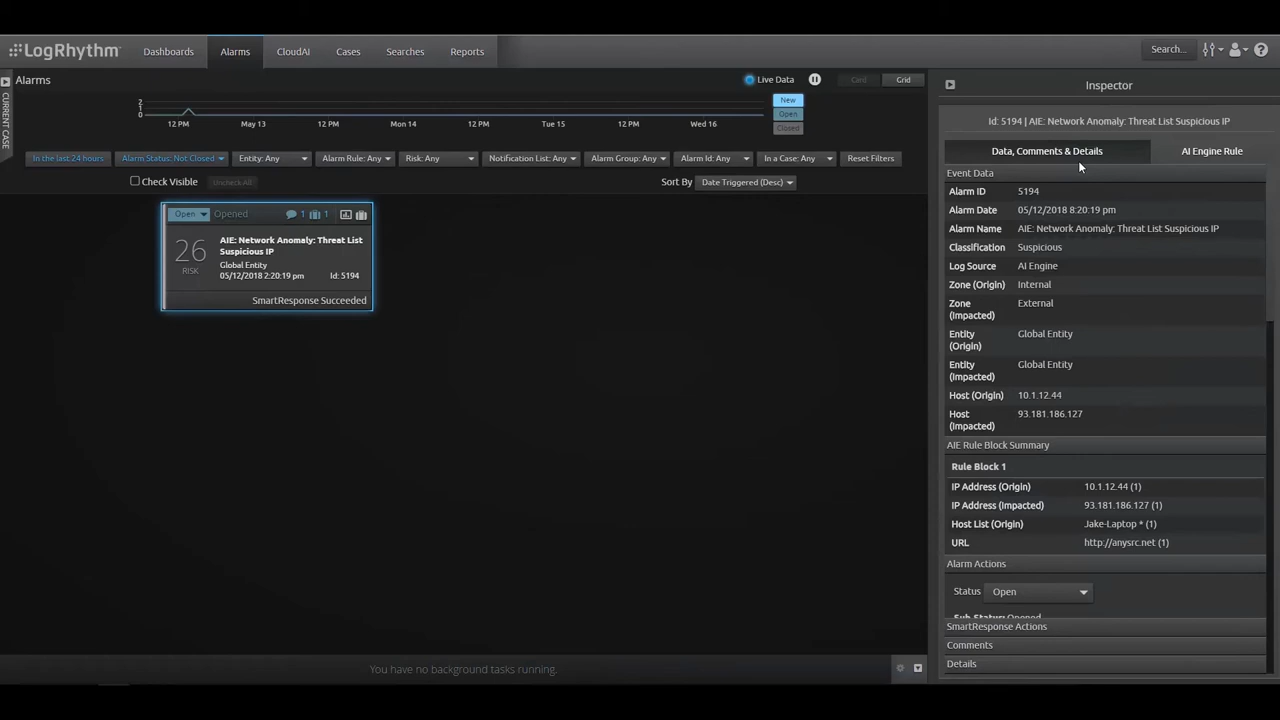 LogRhythm
Dashboards Alarms CloudAI Cases Searches Reports Search...
CURRENT CASE
Alarms
Live Data Card Grid
2
1
0
12 PM May 13 12 PM Mon 14 12 PM Tue 15 12 PM Wed 16
New
Open
Closed
In the last 24 hours Alarm Status: Not Closed Entity: Any Alarm Rule: Any Risk: Any Notification List: Any Alarm Group: Any Alarm Id: Any In a Case: Any Reset Filters
Check Visible Uncheck All Sort By Date Triggered (Desc)
Open Opened 1 1
26
RISK
AIE: Network Anomaly: Threat List
Suspicious IP
Global Entity
05/12/2018 2:20:19 pm Id: 5194
SmartResponse Succeeded
You have no background tasks running.
Inspector
Id: 5194 | AIE: Network Anomaly: Threat List Suspicious IP
Data, Comments & Details AI Engine Rule
Event Data
Alarm ID 5194
Alarm Date 05/12/2018 8:20:19 pm
Alarm Name AIE: Network Anomaly: Threat List Suspicious IP
Classification Suspicious
Log Source AI Engine
Zone (Origin) Internal
Zone External
(Impacted)
Entity Global Entity
(Origin)
Entity Global Entity
(Impacted)
Host (Origin) 10.1.12.44
Host 93.181.186.127
(Impacted)
AIE Rule Block Summary
Rule Block 1
IP Address (Origin) 10.1.12.44 (1)
IP Address (Impacted) 93.181.186.127 (1)
Host List (Origin) Jake-Laptop * (1)
URL http://anysrc.net (1)
Alarm Actions
Status Open
Sub-Status: Opened
SmartResponse Actions
Comments
Details